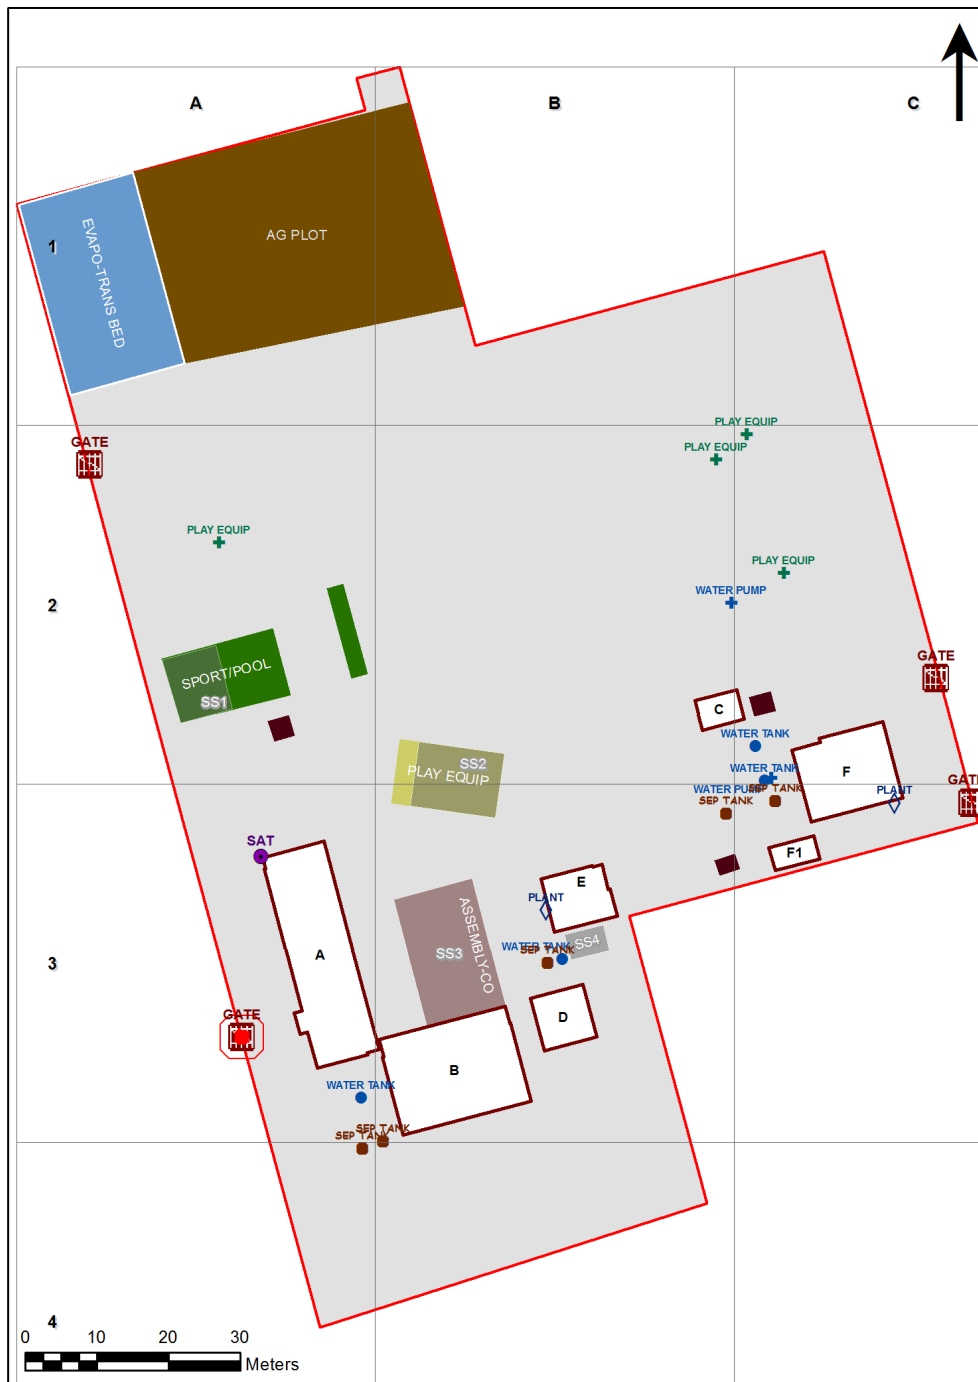 A
B
C
1
AG PLOT
EVAPO-TRANS BED
PLAY EQUIP
PLAY EQUIP
GATE
PLAY EQUIP
PLAY EQUIP
WATER PUMP
2
SPORT/POOL
SS1
GATE
C
WATER TANK
SS2
PLAY EQUIP
WATER TANK
F
WATER PUMP
SEP TANK
SEP TANK
PLANT
GATE
SAT
F1
E
PLANT
ASSEMBLY-CO
SS3
WATER TANK
SEP TANK
SS4
A
3
GATE
D
B
WATER TANK
SEP TANK
SEP TANK
4
0 10 20 30
Meters